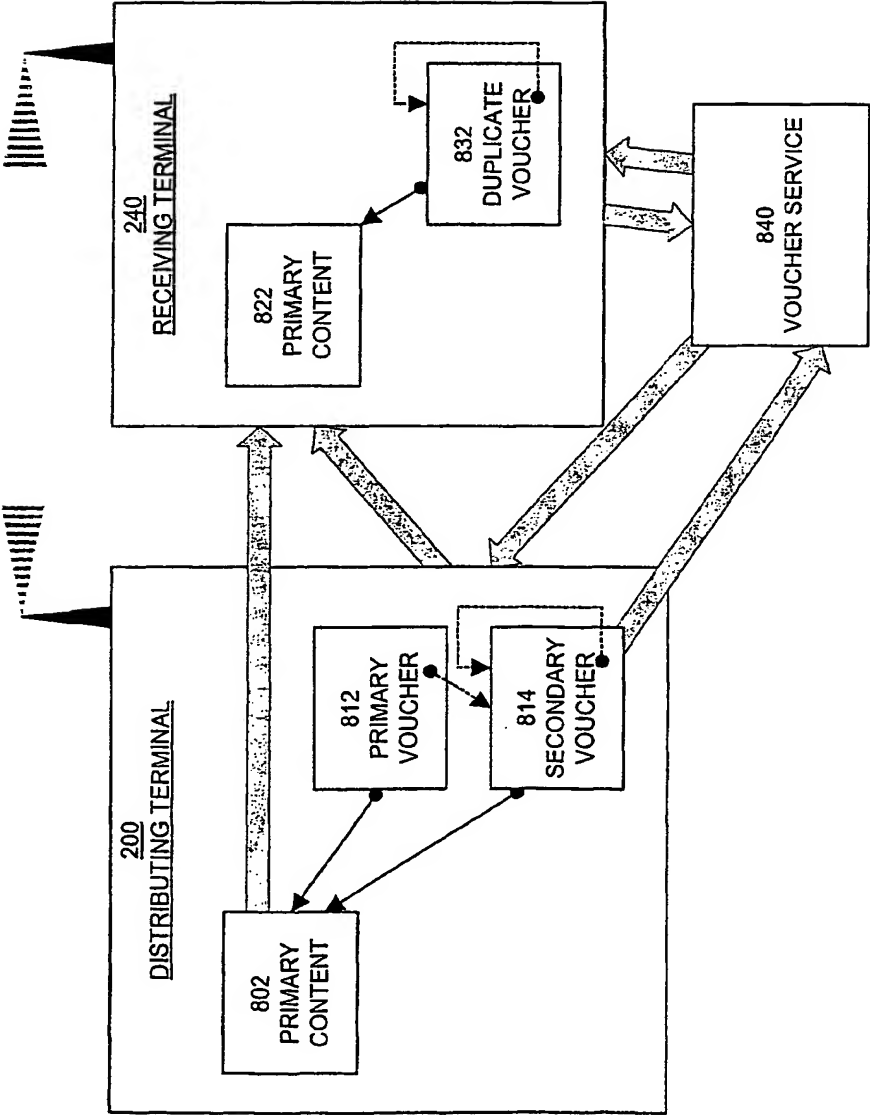 200
DISTRIBUTING TERMINAL
802
PRIMARY
CONTENT
812
PRIMARY
VOUCHER
814
SECONDARY
VOUCHER
240
RECEIVING TERMINAL
822
PRIMARY
CONTENT
832
DUPLICATE
VOUCHER
840
VOUCHER SERVICE